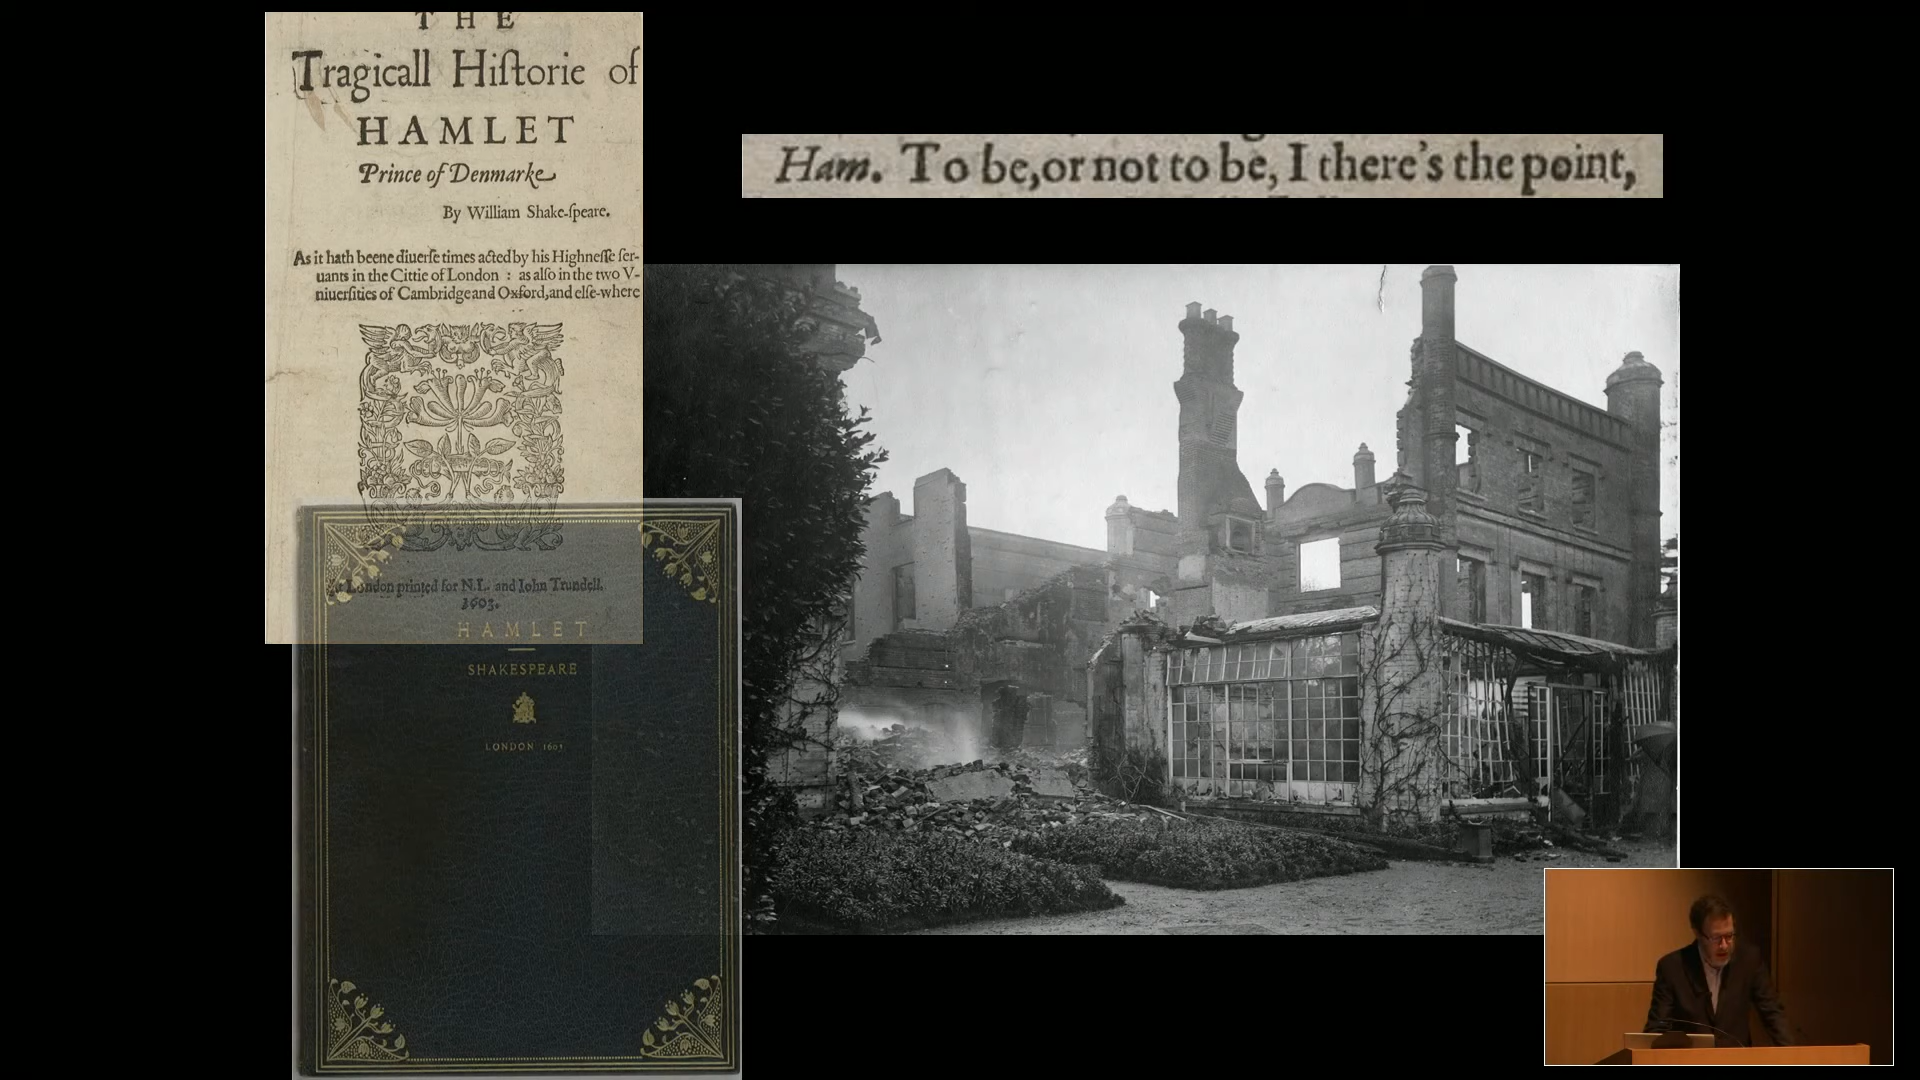 THE
Tragicall Hiſtorie of
HAMLET
Prince of Denmarke
By William Shake-ſpeare.
As it hath beene diuerſe times acted by his Highneſſe ſer-
uants in the Cittie of London : as alſo in the two V-
niuerſities of Cambridge and Oxford, and elſe-where
At London printed for N.L. and Iohn Trundell.
1603.
HAMLET
SHAKESPEARE
LONDON 1603
Ham. To be, or not to be, I there's the point,